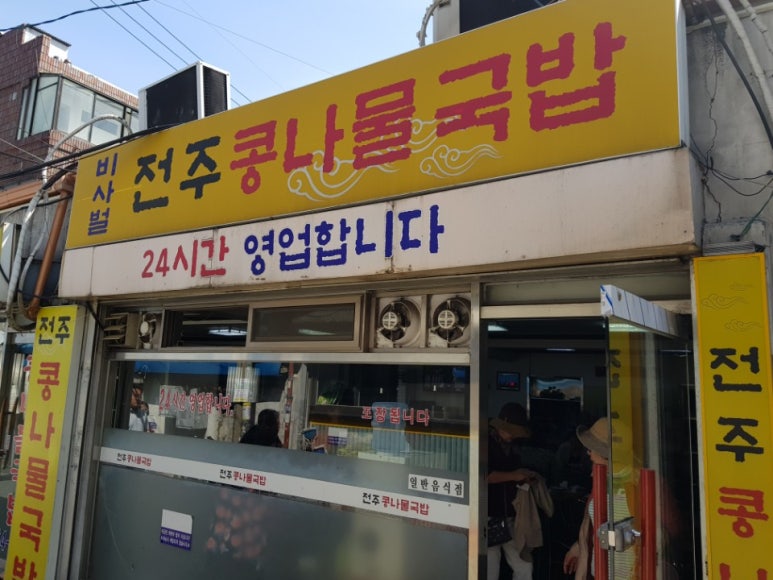 비사벌 전주콩나물국밥
24시간 영업합니다
24시간영업합니다.
포장됩니다
일반음식점
전주콩나물국밥
전주콩나물국밥
전주콩나물국밥
전주 콩나물국밥
전주 콩나